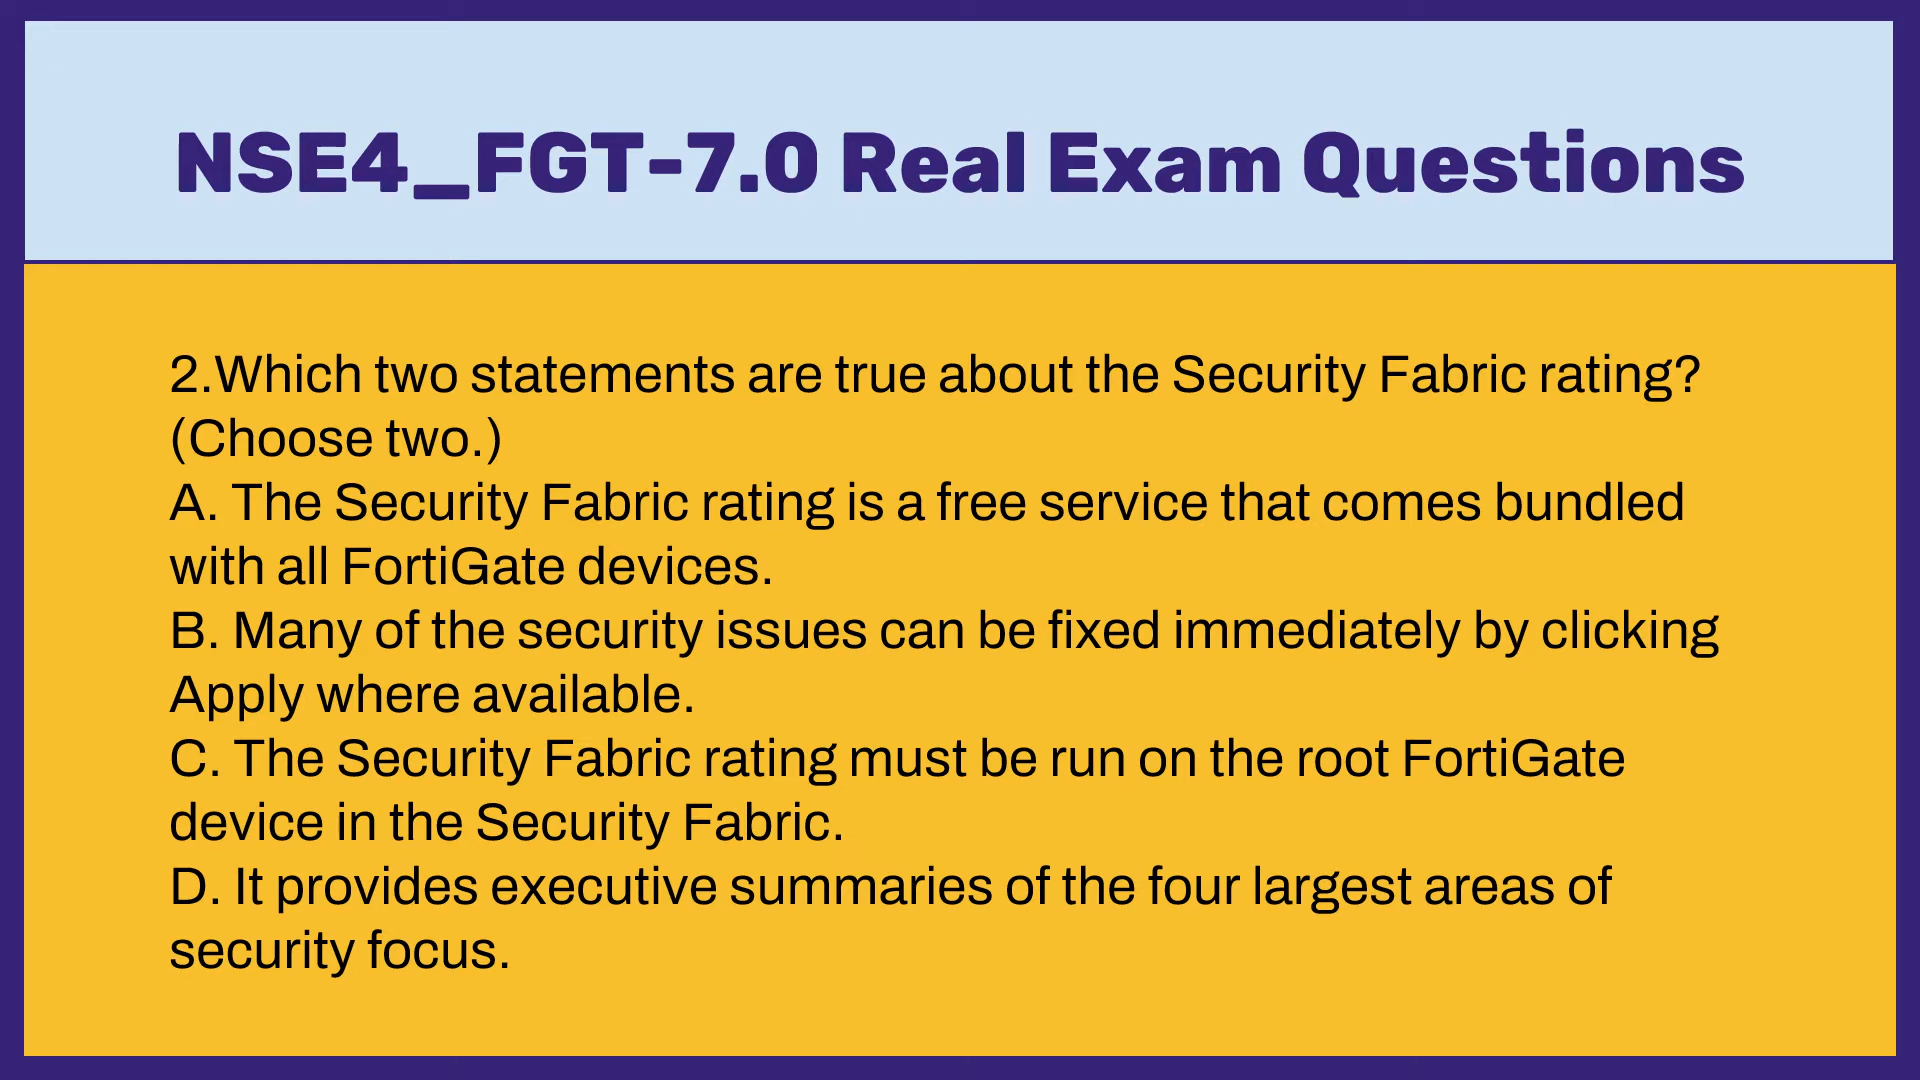 NSE4_FGT-7.0 Real Exam Questions
2.Which two statements are true about the Security Fabric rating?
(Choose two.)
A. The Security Fabric rating is a free service that comes bundled
with all FortiGate devices.
B. Many of the security issues can be fixed immediately by clicking
Apply where available.
C. The Security Fabric rating must be run on the root FortiGate
device in the Security Fabric.
D. It provides executive summaries of the four largest areas of
security focus.